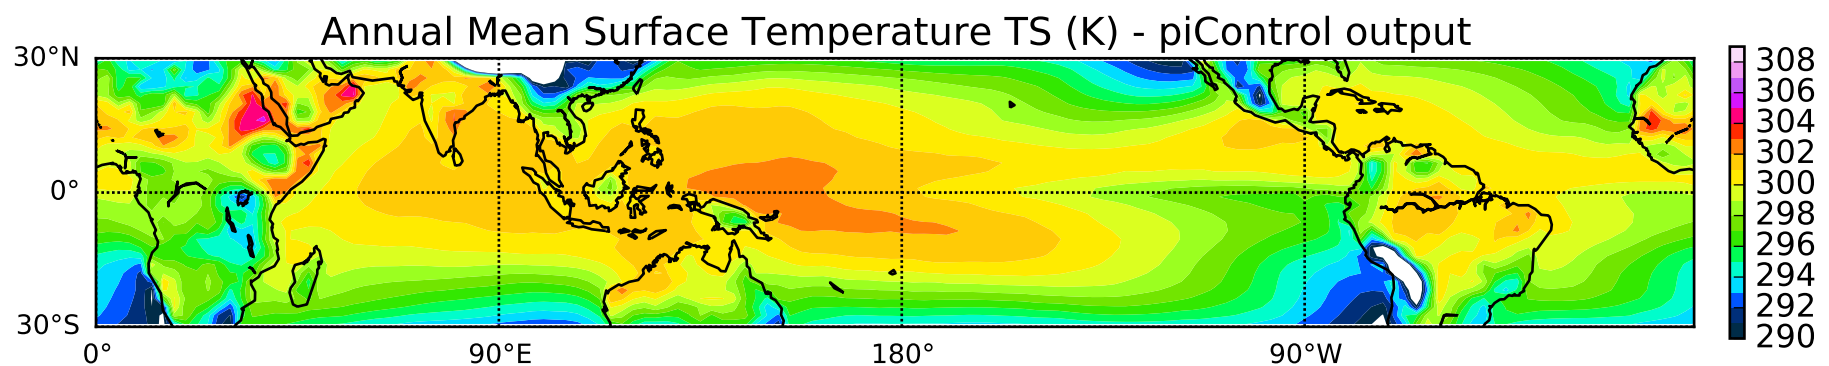 Annual Mean Surface Temperature TS (K) - piControl output
30°N
0°
30°S
0°
90°E
180°
90°W
308
306
304
302
300
298
296
294
292
290